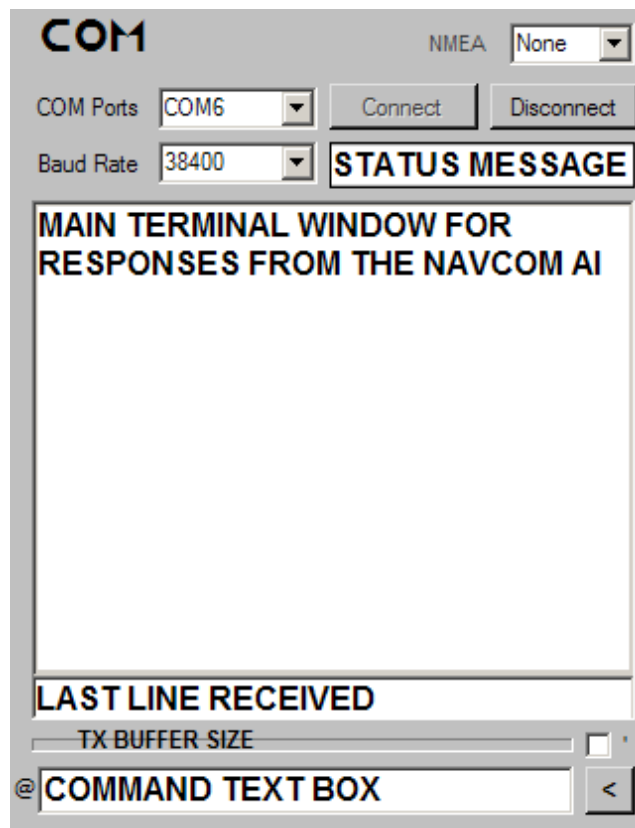 COM
NMEA None
COM Ports COM6 Connect Disconnect
Baud Rate 38400 STATUS MESSAGE
MAIN TERMINAL WINDOW FOR
RESPONSES FROM THE NAVCOM AI
LAST LINE RECEIVED
TX BUFFER SIZE '
@ COMMAND TEXT BOX <